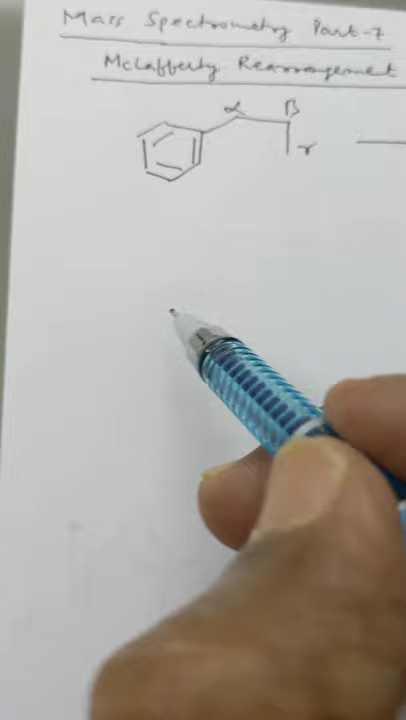 Mass Spectrometry Part-7
McLafferty Rearrangement
α β
γ